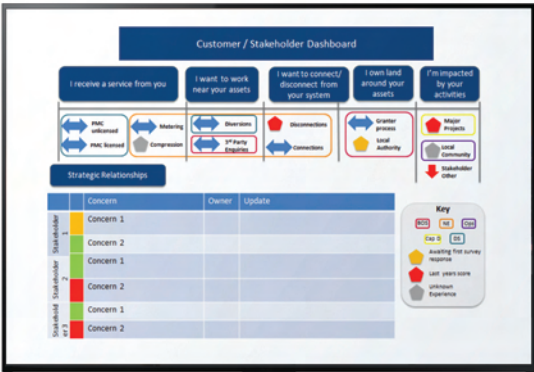 Customer / Stakeholder Dashboard
I receive a service from you
I want to work
near your assets
I want to connect/
disconnect from
your system
I own land
around your
assets
I'm impacted
by your
activities
PMC
unlicensed
PMC licensed
Metering
Compression
Diversions
3rd Party
Enquiries
Disconnections
Connections
Granter
process
Local
Authority
Major
Projects
Local
Community
Stakeholder
Other
Strategic Relationships
Concern Owner Update
Stakeholder
1
Concern 1
Concern 2
Stakeholder
2
Concern 1
Concern 2
Stakehold
er 3
Concern 1
Concern 2
Key
Cap D
Awaiting first survey
response
Last years score
Unknown
Experience